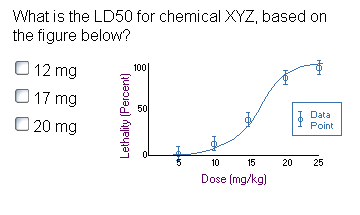 What is the LD50 for chemical XYZ, based on
the figure below?
12 mg
17 mg
20 mg
Lethality (Percent)
100
50
0
5 10 15 20 25
Dose (mg/kg)
Data
Point